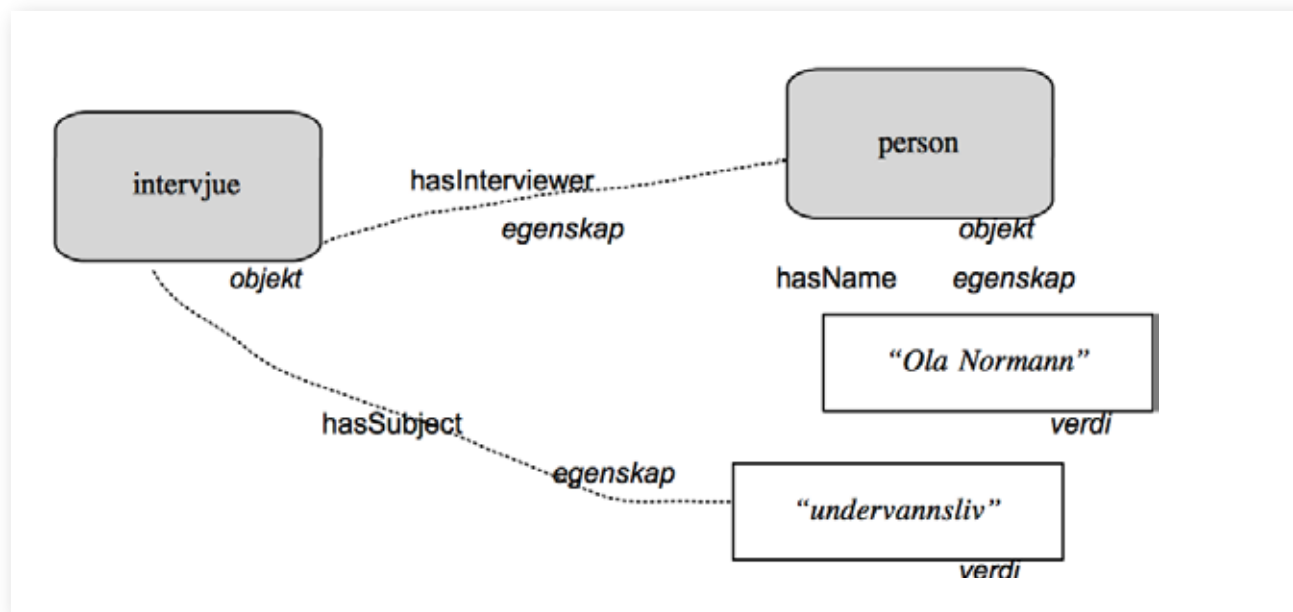 intervjue
objekt
hasInterviewer
egenskap
person
objekt
hasName egenskap
“Ola Normann”
verdi
hasSubject
egenskap
“undervannsliv”
verdi